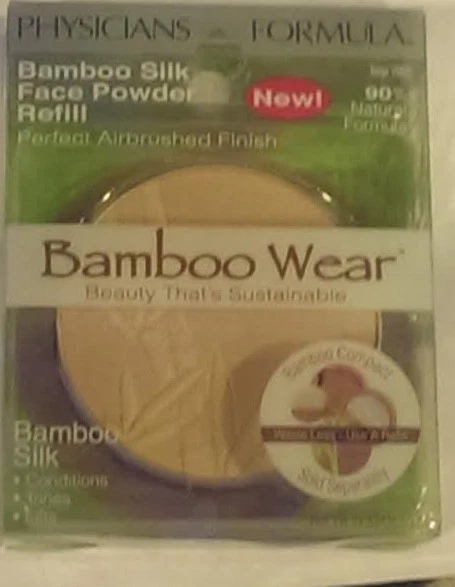 PHYSICIANS FORMULA
Bamboo Silk
Face Powder
Refill
Perfect Airbrushed Finish
New!
90%
Natural
Formula
Bamboo Wear™
Beauty That's Sustainable
Bamboo Compact
Sold Separately
Bamboo
Silk
• Conditions
• Tones